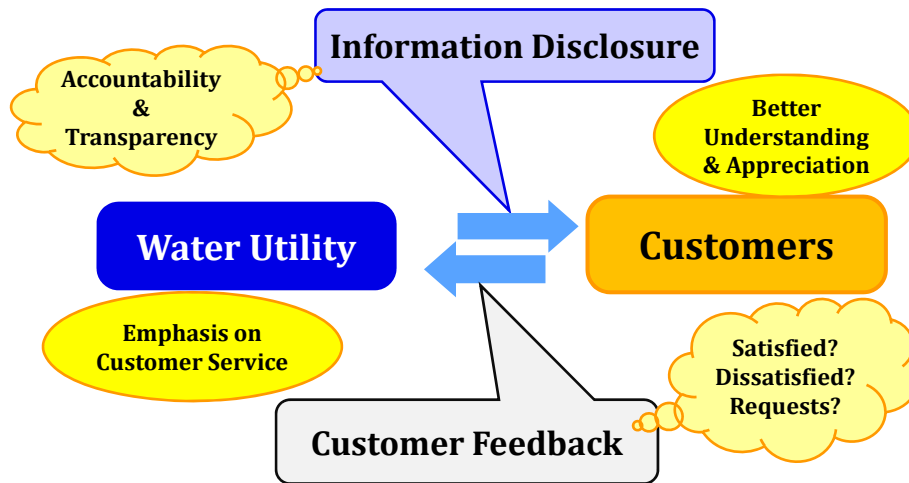 Information Disclosure
Accountability
&
Transparency
Better
Understanding
& Appreciation
Water Utility
Customers
Emphasis on
Customer Service
Satisfied?
Dissatisfied?
Requests?
Customer Feedback